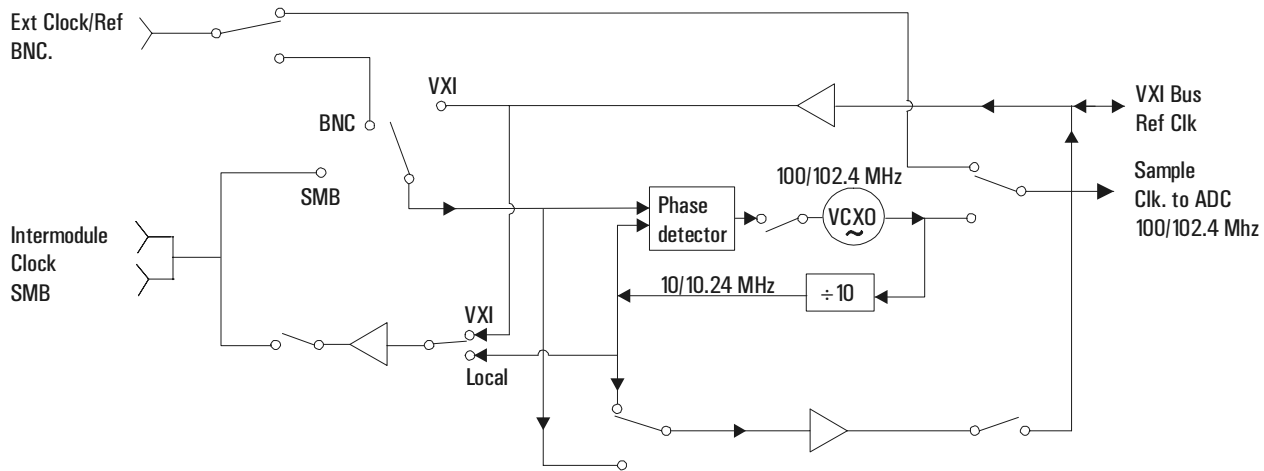 Ext Clock/Ref
BNC.
VXI
BNC
VXI Bus
Ref Clk
SMB
100/102.4 MHz
Sample
Clk. to ADC
100/102.4 Mhz
Phase
detector
VCXO
~
Intermodule
Clock
SMB
10/10.24 MHz
÷10
VXI
Local